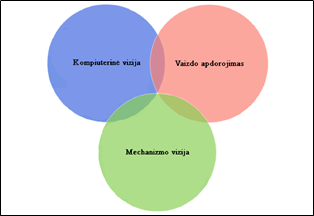 Kompiuterinė vizija
Vaizdo apdorojimas
Mechanizmo vizija